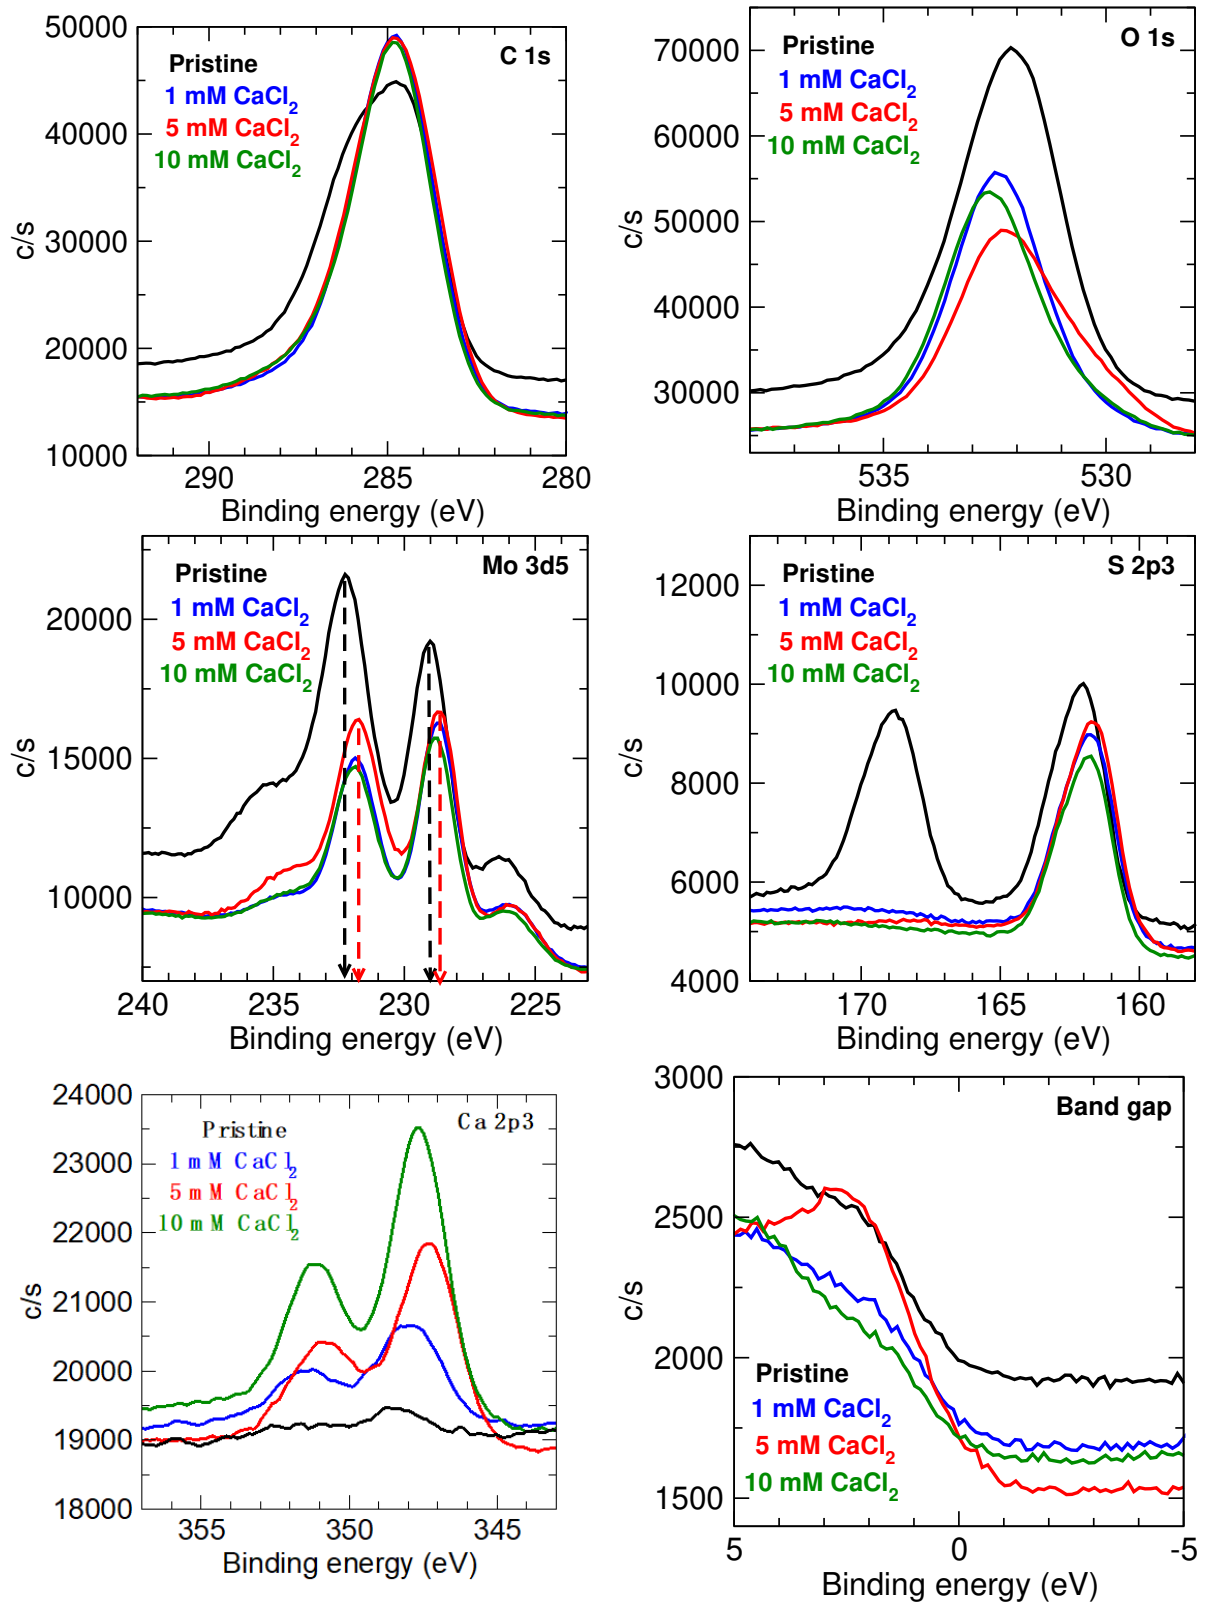 50000
40000
30000
20000
10000
c/s
Pristine
1 mM CaCl2
5 mM CaCl2
10 mM CaCl2
C 1s
290
285
280
Binding energy (eV)
70000
60000
50000
40000
30000
c/s
Pristine
1 mM CaCl2
5 mM CaCl2
10 mM CaCl2
O 1s
535
530
Binding energy (eV)
20000
15000
10000
c/s
Pristine
1 mM CaCl2
5 mM CaCl2
10 mM CaCl2
Mo 3d5
240
235
230
225
Binding energy (eV)
12000
10000
8000
6000
4000
c/s
Pristine
1 mM CaCl2
5 mM CaCl2
10 mM CaCl2
S 2p3
170
165
160
Binding energy (eV)
24000
23000
22000
21000
20000
19000
18000
c/s
Pristine
1 mM CaCl2
5 mM CaCl2
10 mM CaCl2
Ca 2p3
355
350
345
Binding energy (eV)
3000
2500
2000
1500
c/s
Band gap
Pristine
1 mM CaCl2
5 mM CaCl2
10 mM CaCl2
5
0
-5
Binding energy (eV)